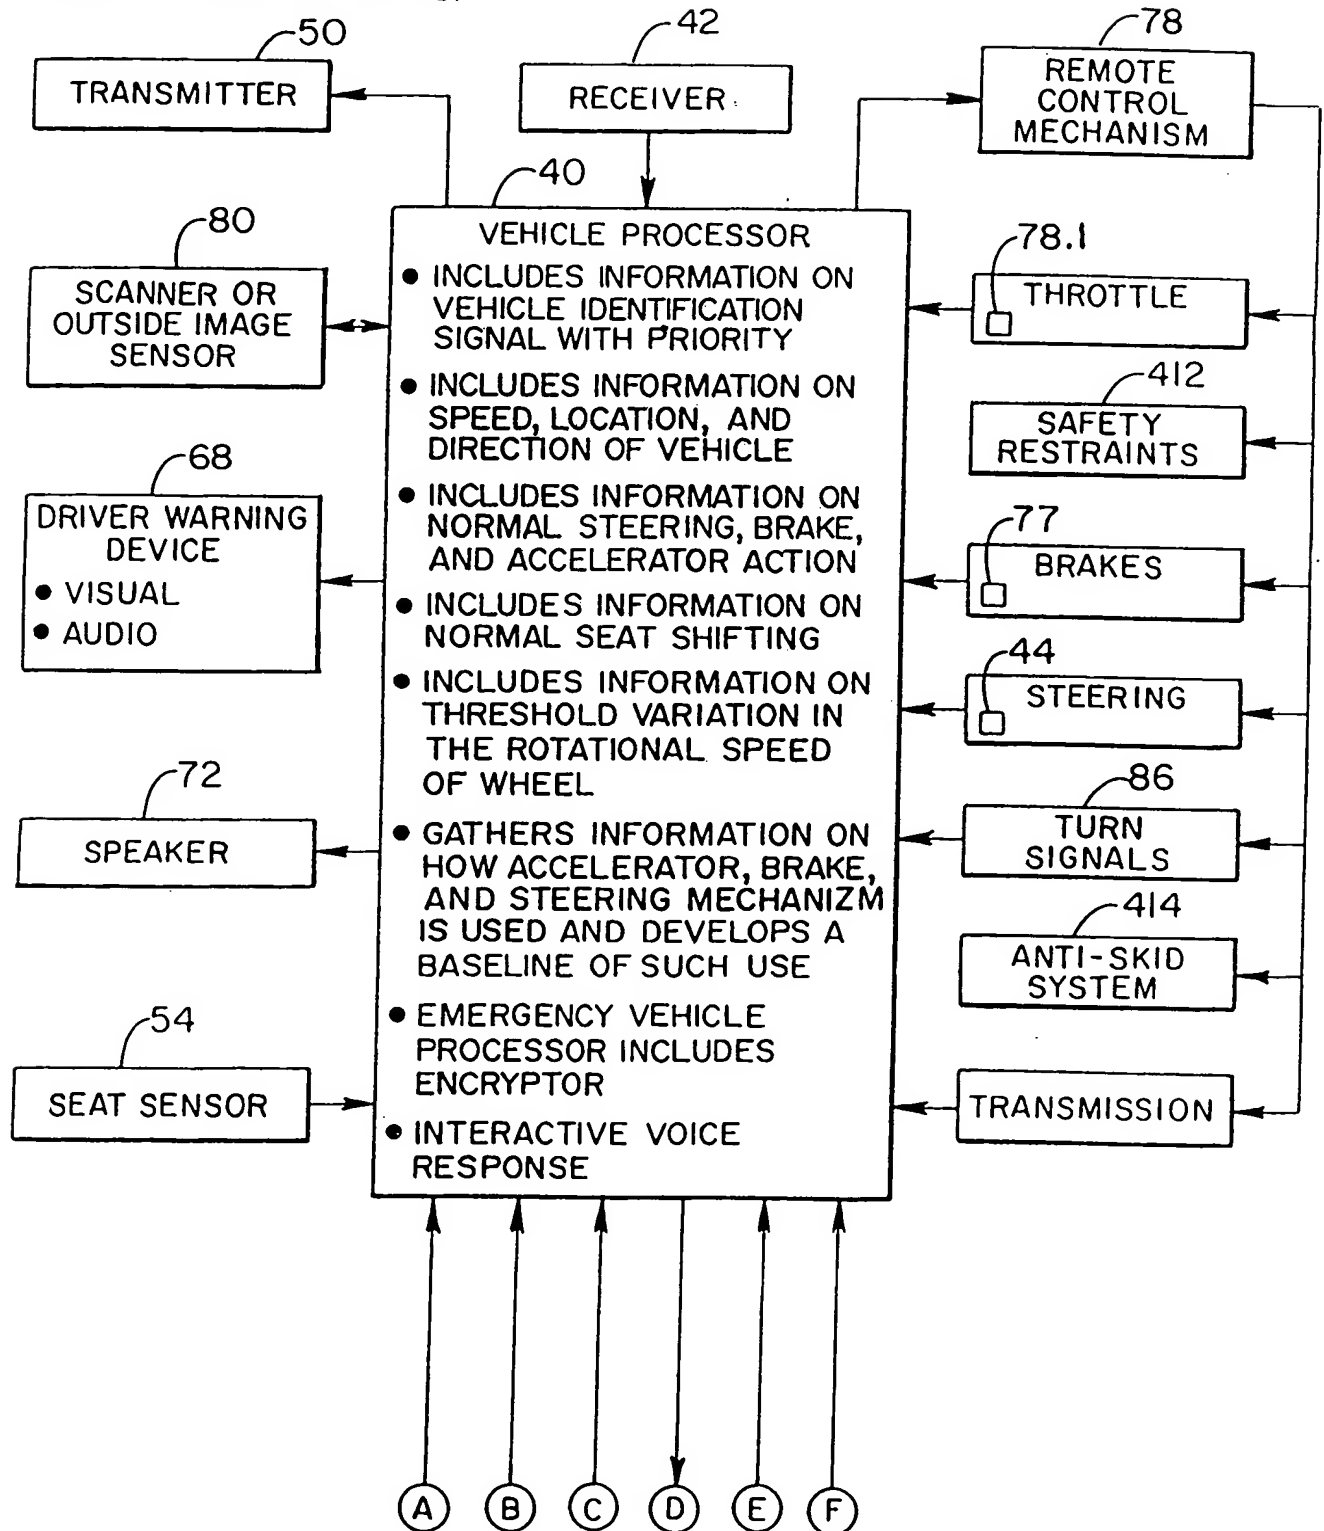 50
42
78
TRANSMITTER
RECEIVER
REMOTE
CONTROL
MECHANISM
40
VEHICLE PROCESSOR
● INCLUDES INFORMATION ON
VEHICLE IDENTIFICATION
SIGNAL WITH PRIORITY
● INCLUDES INFORMATION ON
SPEED, LOCATION, AND
DIRECTION OF VEHICLE
● INCLUDES INFORMATION ON
NORMAL STEERING, BRAKE,
AND ACCELERATOR ACTION
● INCLUDES INFORMATION ON
NORMAL SEAT SHIFTING
● INCLUDES INFORMATION ON
THRESHOLD VARIATION IN
THE ROTATIONAL SPEED
OF WHEEL
● GATHERS INFORMATION ON
HOW ACCELERATOR, BRAKE,
AND STEERING MECHANIZM
IS USED AND DEVELOPS A
BASELINE OF SUCH USE
● EMERGENCY VEHICLE
PROCESSOR INCLUDES
ENCRYPTOR
● INTERACTIVE VOICE
RESPONSE
80
SCANNER OR
OUTSIDE IMAGE
SENSOR
68
DRIVER WARNING
DEVICE
● VISUAL
● AUDIO
72
SPEAKER
54
SEAT SENSOR
78.1
THROTTLE
412
SAFETY
RESTRAINTS
77
BRAKES
44
STEERING
86
TURN
SIGNALS
414
ANTI-SKID
SYSTEM
TRANSMISSION
A B C D E F